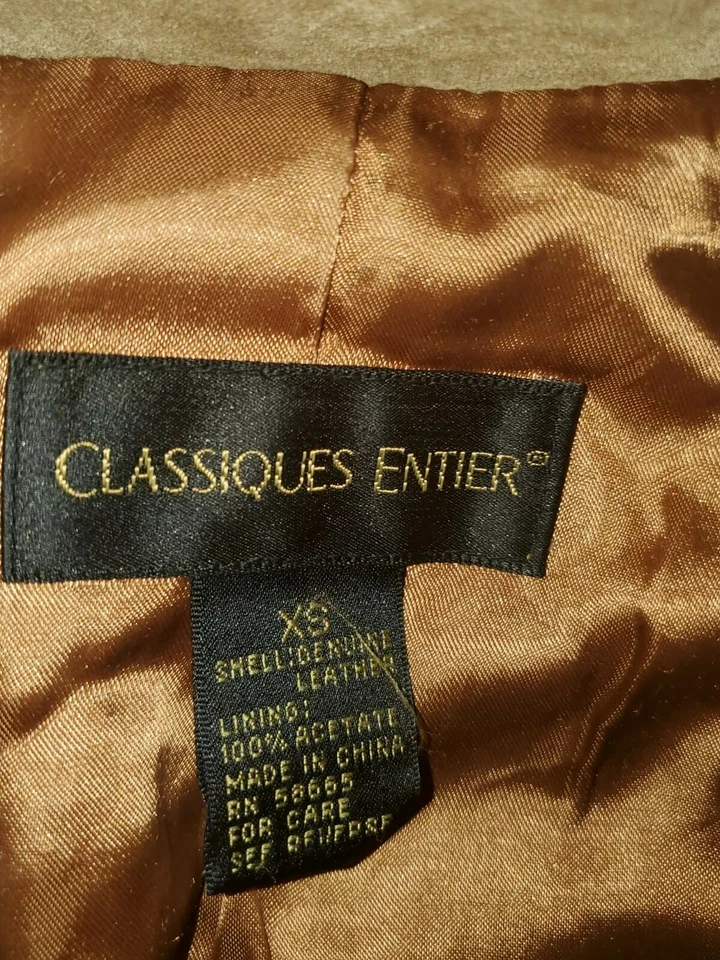 CLASSIQUES ENTIER®
XS
SHELL: GENUINE
LEATHER
LINING:
100% ACETATE
MADE IN CHINA
RN 58665
FOR CARE
SEE REVERSE